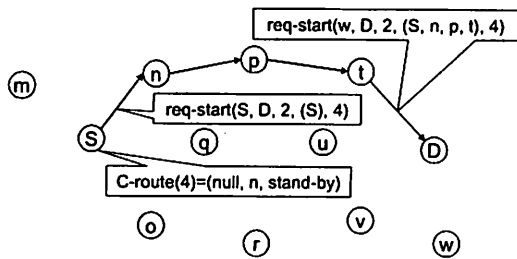 req-start(w, D, 2, (S, n, p, t), 4)
p
n
t
m
req-start(S, D, 2, (S), 4)
S
q
u
D
C-route(4)=(null, n, stand-by)
o
v
r
w